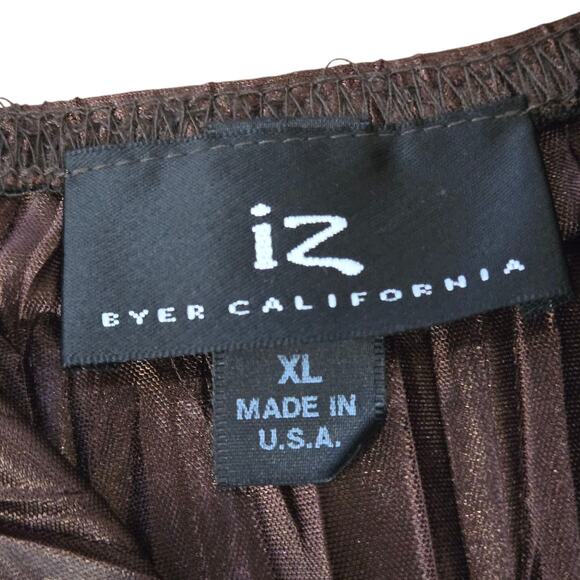 iz
BYER CALIFORNIA
XL
MADE IN
U.S.A.